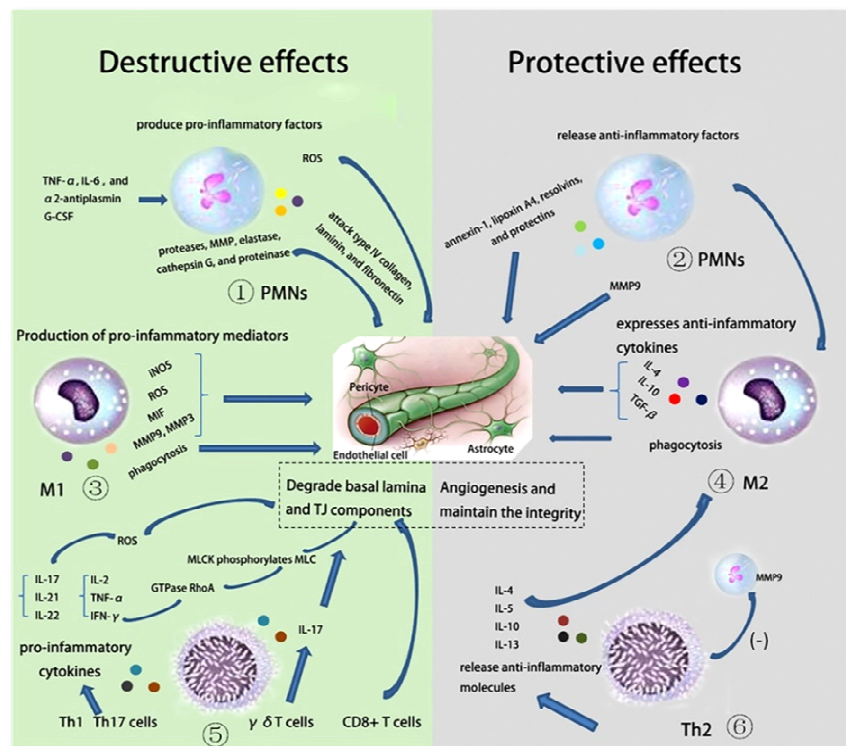 Destructive effects
Protective effects
produce pro-inflammatory factors
ROS
TNF-α, IL-6 , and
α2-antiplasmin
G-CSF
proteases, MMP, elastase,
cathepsin G, and proteinase
attack type IV collagen,
laminin, and fibronectin
① PMNs
release anti-inflammatory factors
annexin-1, lipoxin A4, resolvins,
and protectins
② PMNs
MMP9
Production of pro-infammatory mediators
iNOS
ROS
MIF
MMP9, MMP3
phagocytosis
M1 ③
Pericyte
Endothelial cell
Astrocyte
expresses anti-infammatory
cytokines
IL-4
IL-10
TGF-β
phagocytosis
④ M2
Degrade basal lamina
and TJ components
Angiogenesis and
maintain the integrity
ROS
MLCK phosphorylates MLC
GTPase RhoA
IL-17
IL-21
IL-22
IL-2
TNF-α
IFN-γ
IL-17
pro-infammatory
cytokines
Th1 Th17 cells
⑤
γ δ T cells
CD8+ T cells
IL-4
IL-5
IL-10
IL-13
release anti-inflammatory
molecules
MMP9
(-)
Th2 ⑥